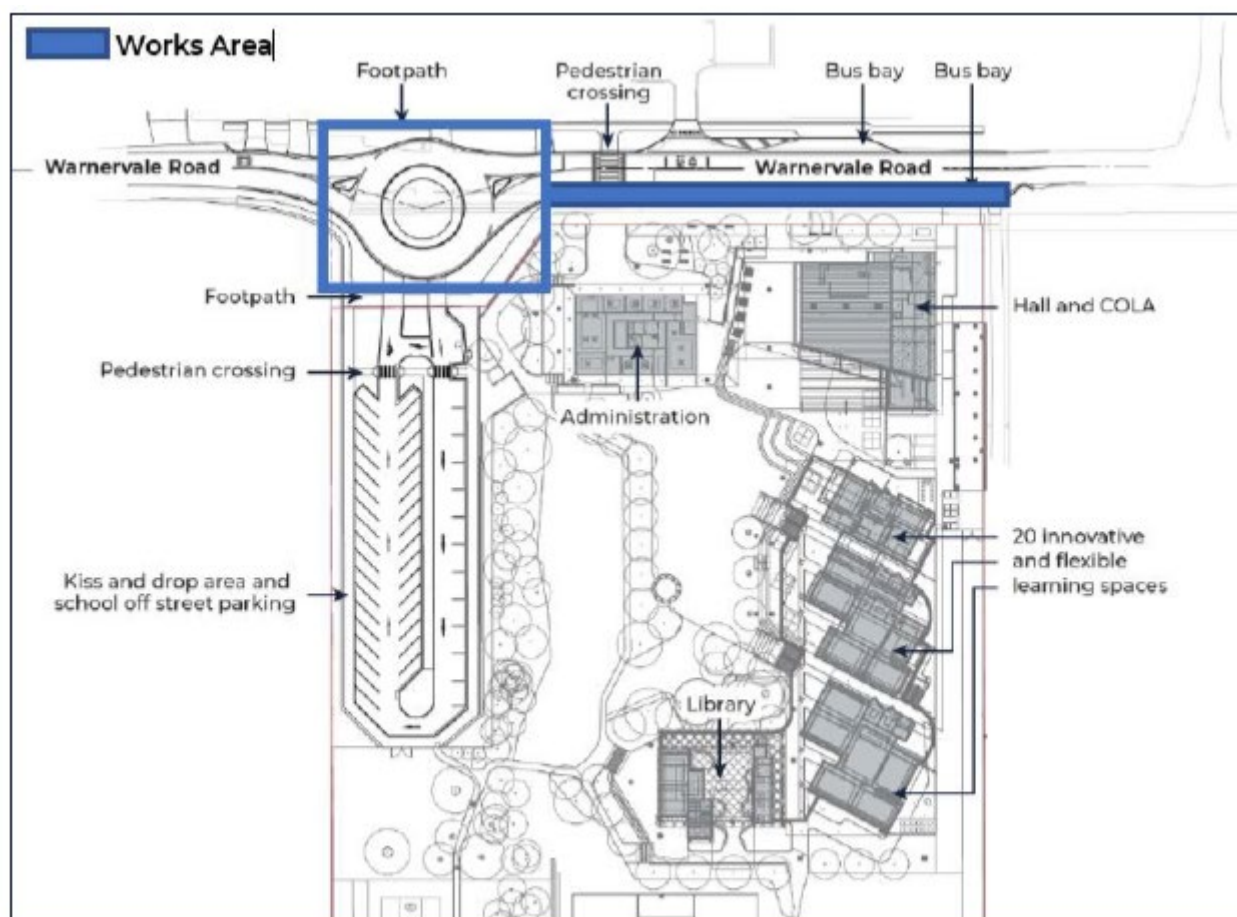 Works Area
Footpath
Pedestrian
crossing
Bus bay
Bus bay
Warnervale Road
Warnervale Road
Footpath
Hall and COLA
Pedestrian crossing
Administration
20 innovative
and flexible
learning spaces
Kiss and drop area and
school off street parking
Library